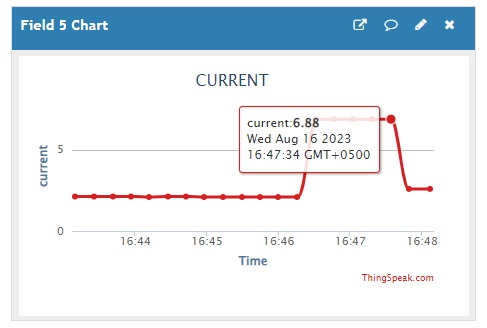 Field 5 Chart
CURRENT
current:6.88
Wed Aug 16 2023
16:47:34 GMT+0500
current
5
0
16:44
16:45
16:46
16:47
16:48
Time
ThingSpeak.com